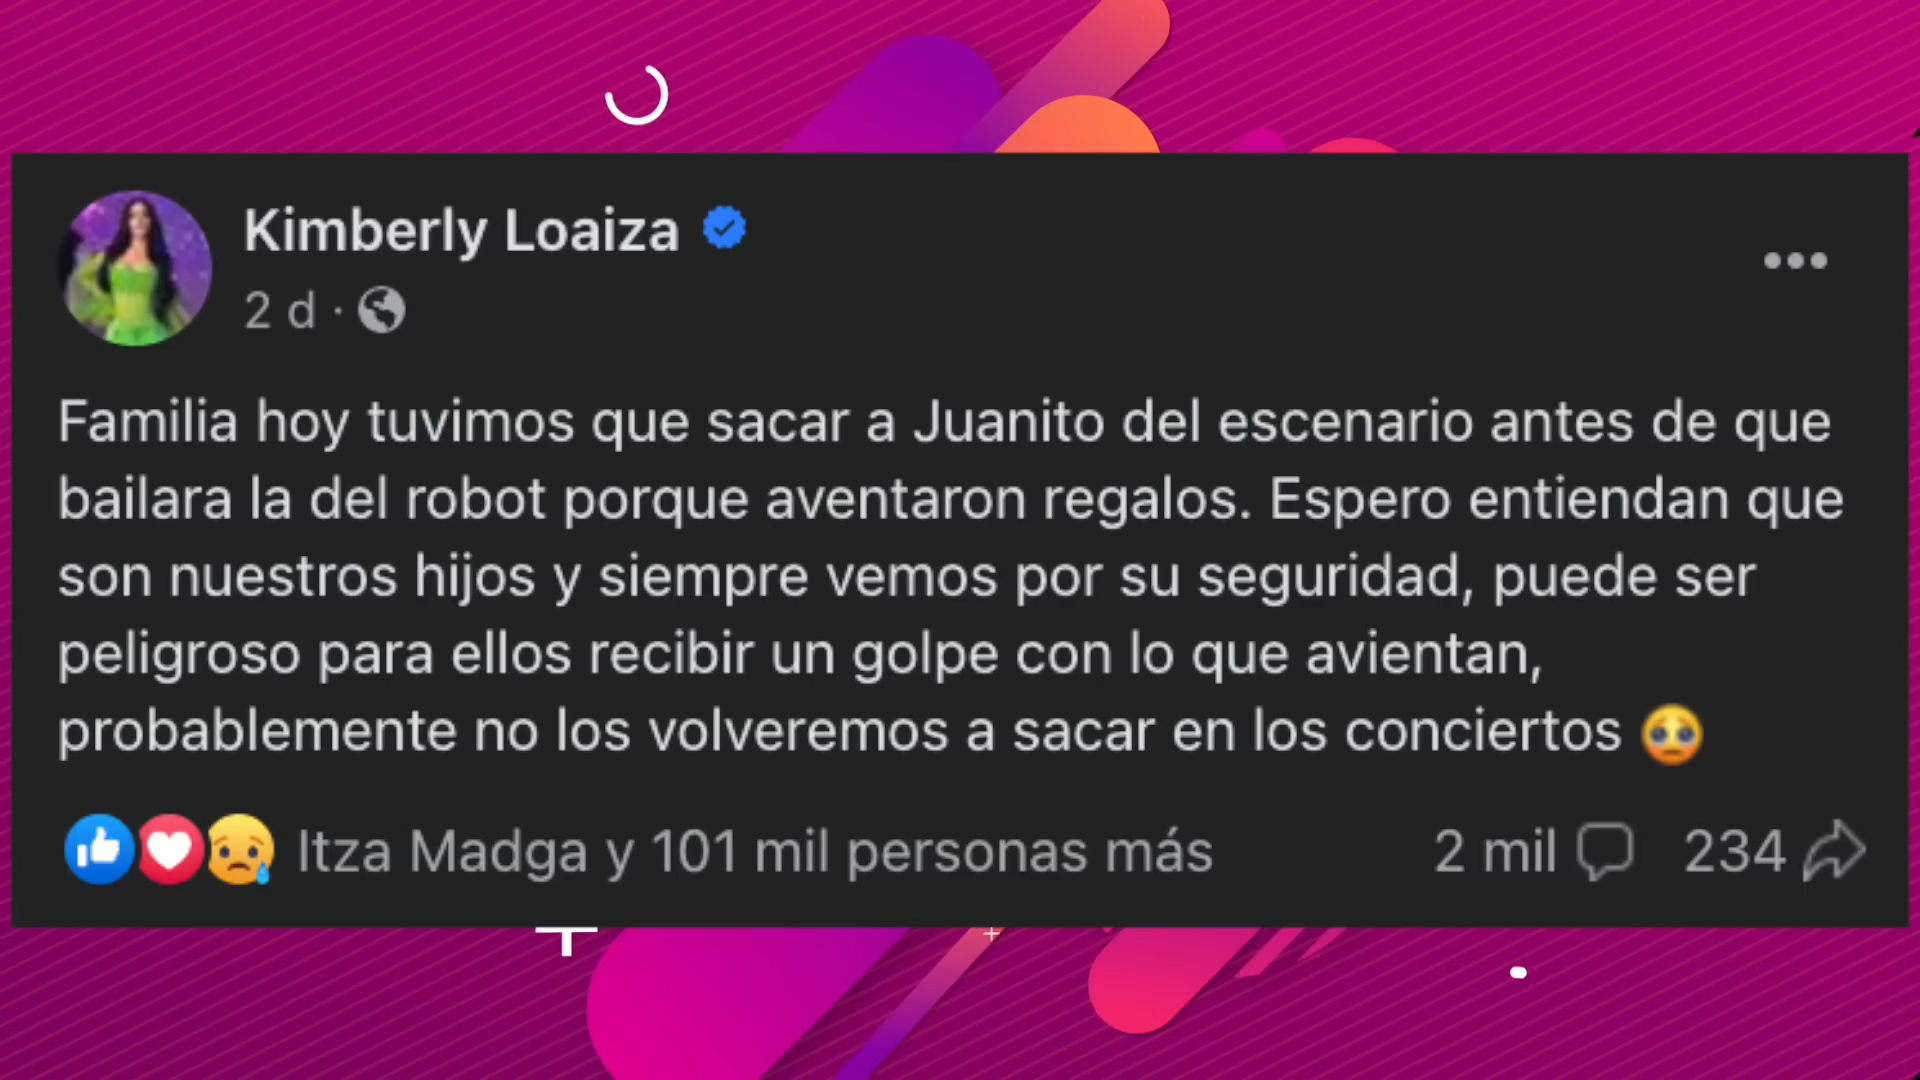 Kimberly Loaiza
2 d ·
Familia hoy tuvimos que sacar a Juanito del escenario antes de que
bailara la del robot porque aventaron regalos. Espero entiendan que
son nuestros hijos y siempre vemos por su seguridad, puede ser
peligroso para ellos recibir un golpe con lo que avientan,
probablemente no los volveremos a sacar en los conciertos 🥺
Itza Madga y 101 mil personas más 2 mil 234